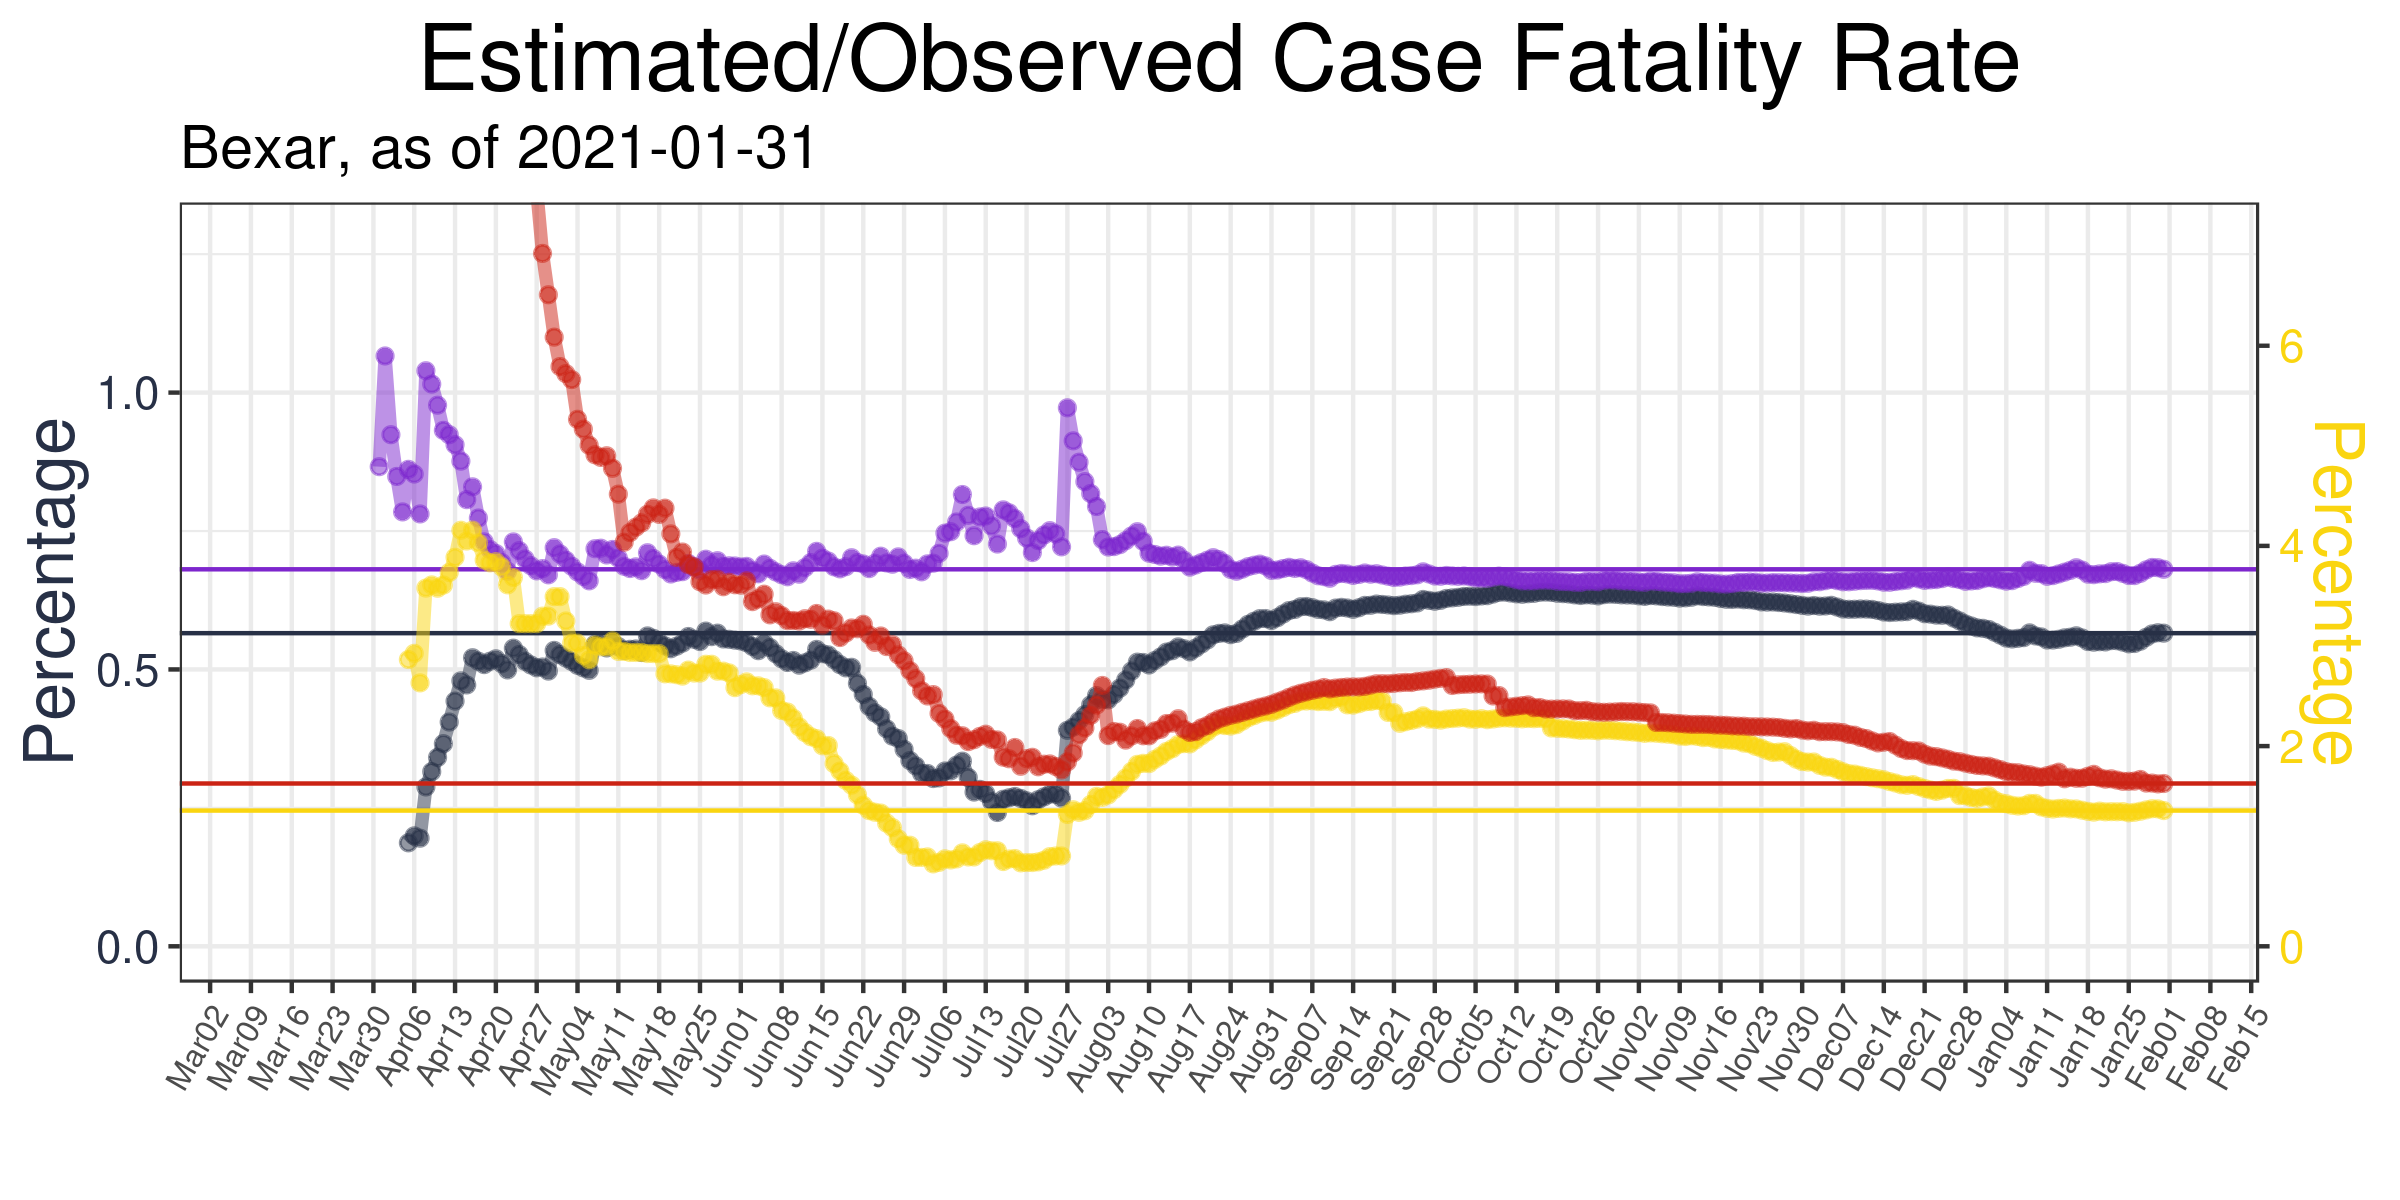 Estimated/Observed Case Fatality Rate
Bexar, as of 2021-01-31
Percentage
1.0
0.5
0.0
6
4
2
0
Percentage
Mar02 Mar09 Mar16 Mar23 Mar30 Apr06 Apr13 Apr20 Apr27 May04 May11 May18 May25 Jun01 Jun08 Jun15 Jun22 Jun29 Jul06 Jul13 Jul20 Jul27 Aug03 Aug10 Aug17 Aug24 Aug31 Sep07 Sep14 Sep21 Sep28 Oct05 Oct12 Oct19 Oct26 Nov02 Nov09 Nov16 Nov23 Nov30 Dec07 Dec14 Dec21 Dec28 Jan04 Jan11 Jan18 Jan25 Feb01 Feb08 Feb15